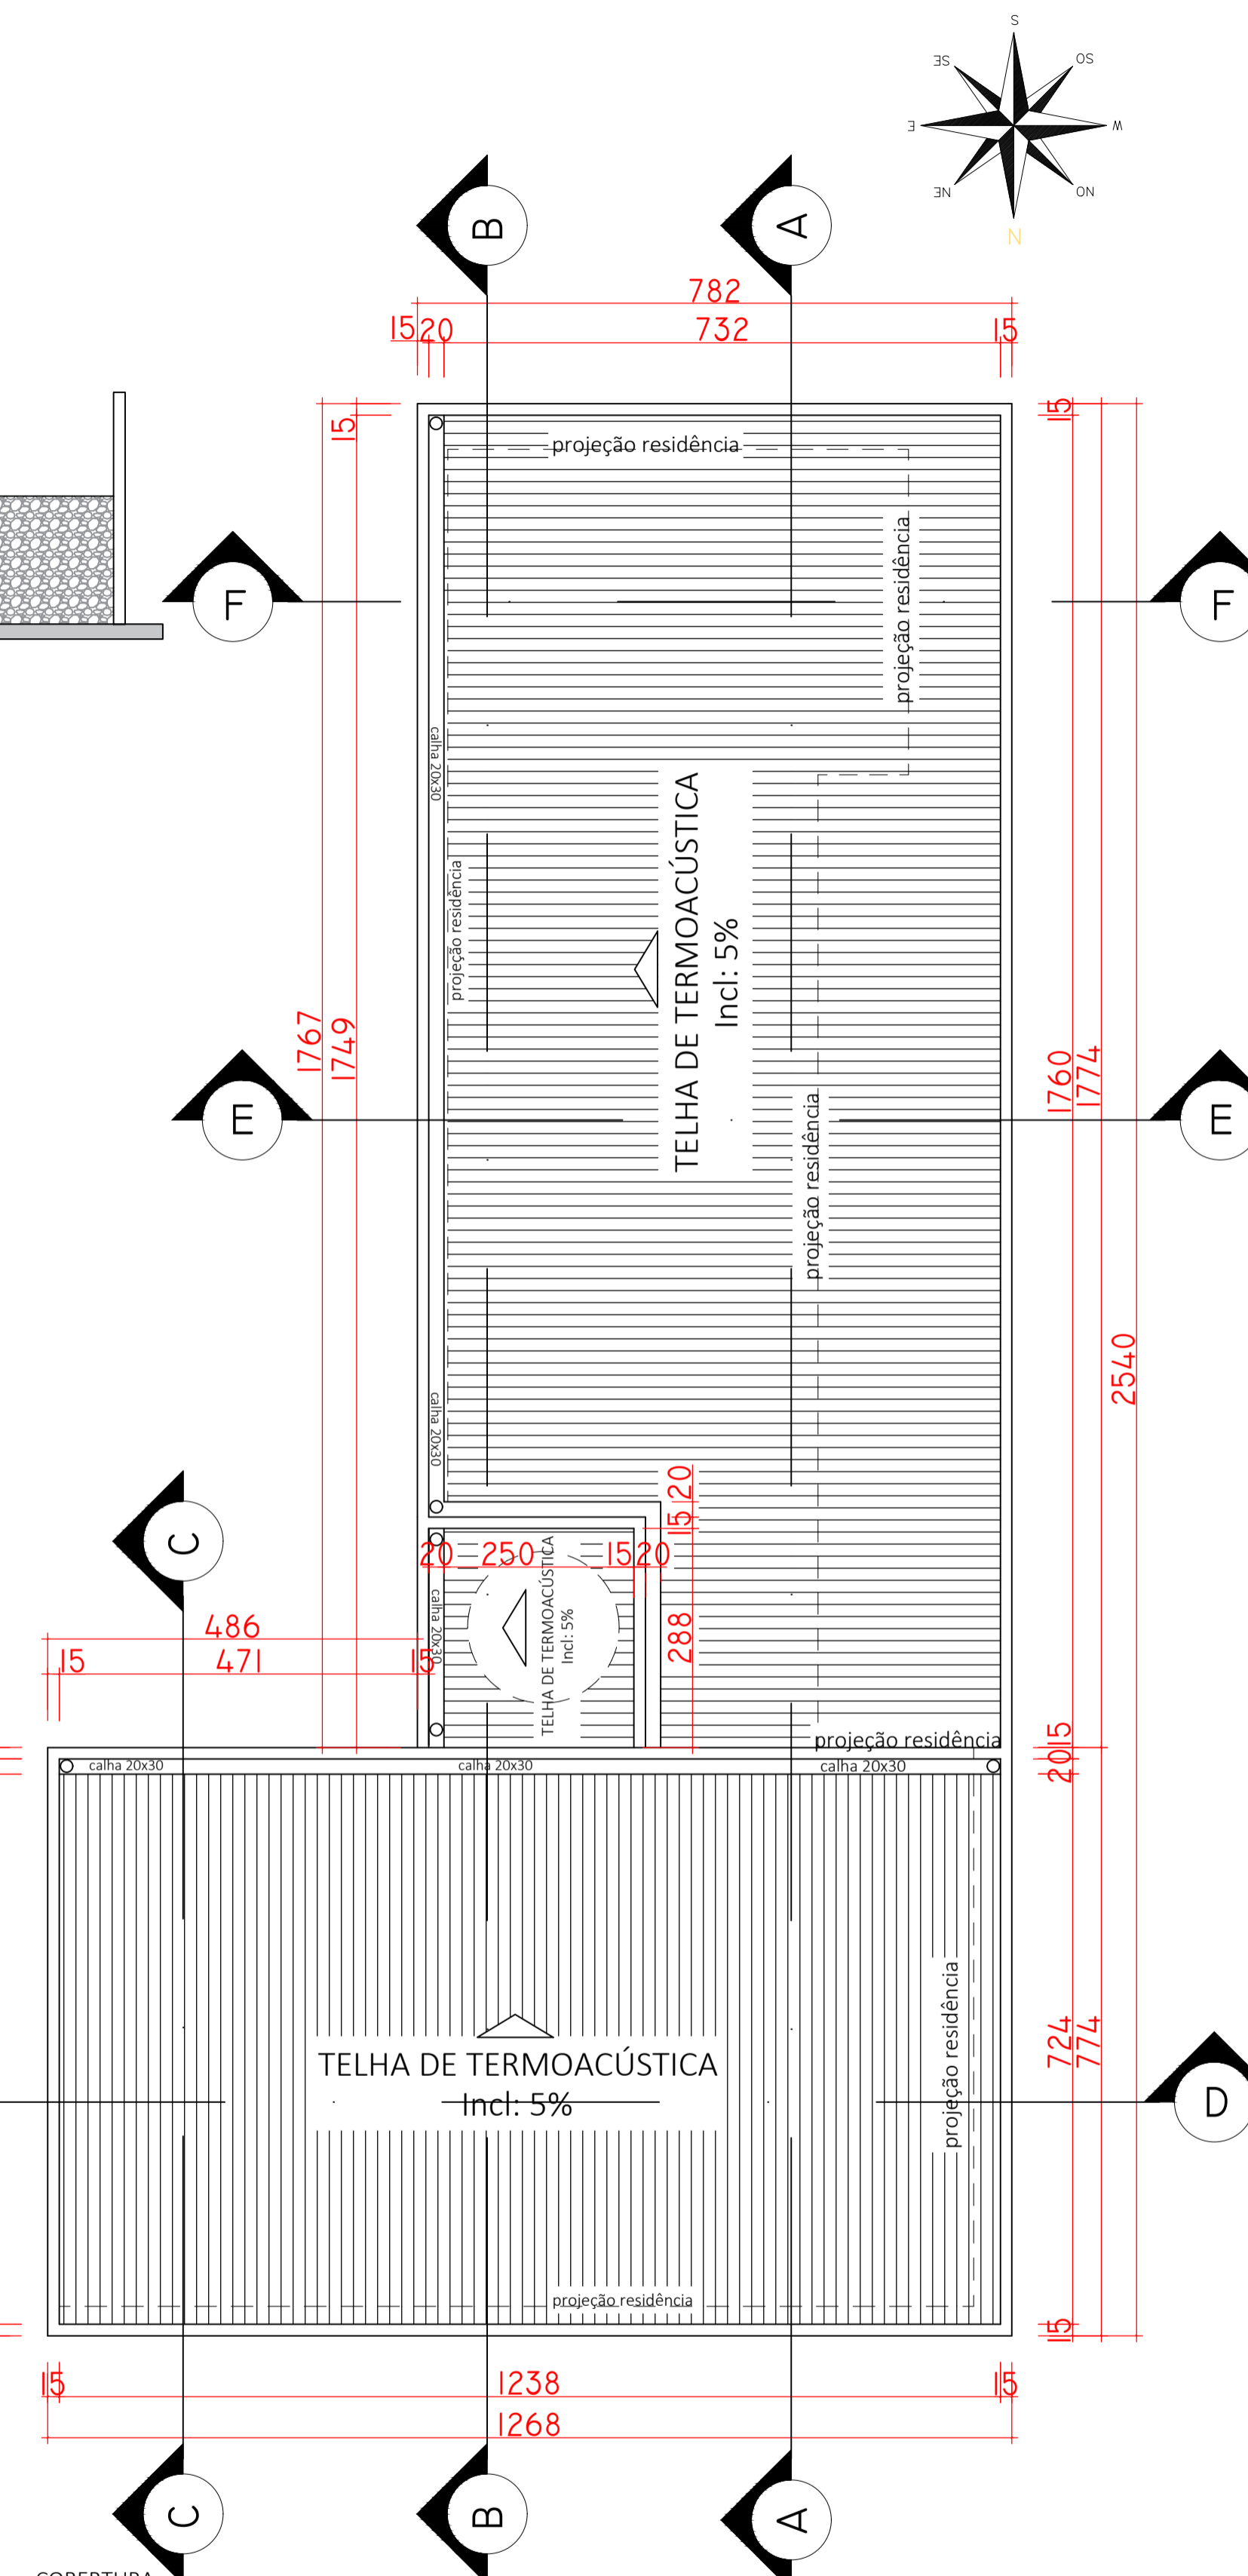 S
SE
SO
E
W
NE
NO
N
B
A
782
15
20
732
15
15
15
projeção residência
projeção residência
F
F
calha 20x30
TELHA DE TERMOACÚSTICA
Incl: 5%
projeção residência
1767
1749
1760
1774
E
E
projeção residência
2540
calha 20x30
20
15
C
20
250
15
20
calha 20x30
TELHA DE TERMOACÚSTICA
Incl: 5%
288
486
15
471
15
projeção residência
15
20
calha 20x30
calha 20x30
calha 20x30
projeção residência
TELHA DE TERMOACÚSTICA
Incl: 5%
724
774
D
projeção residência
15
15
1238
15
1268
C
B
A
COBERTURA